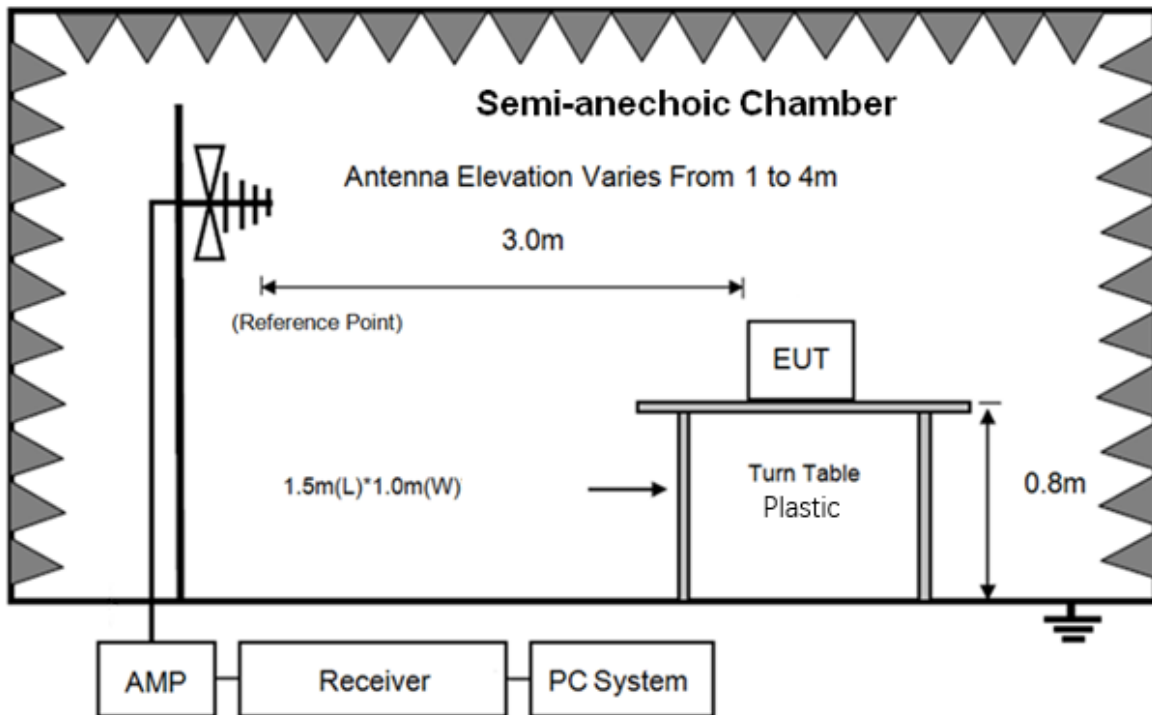 Semi-anechoic Chamber
Antenna Elevation Varies From 1 to 4m
3.0m
(Reference Point)
EUT
1.5m(L)*1.0m(W)
Turn Table
Plastic
0.8m
AMP
Receiver
PC System